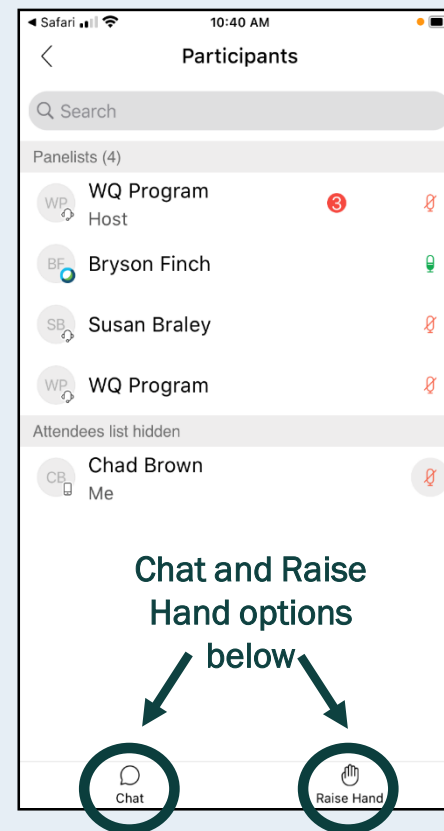 ◀ Safari 10:40 AM
Participants
Search
Panelists (4)
WP WQ Program 3
Host
BF Bryson Finch
SB Susan Braley
WP WQ Program
Attendees list hidden
CB Chad Brown
Me
Chat and Raise
Hand options
below
Chat Raise Hand